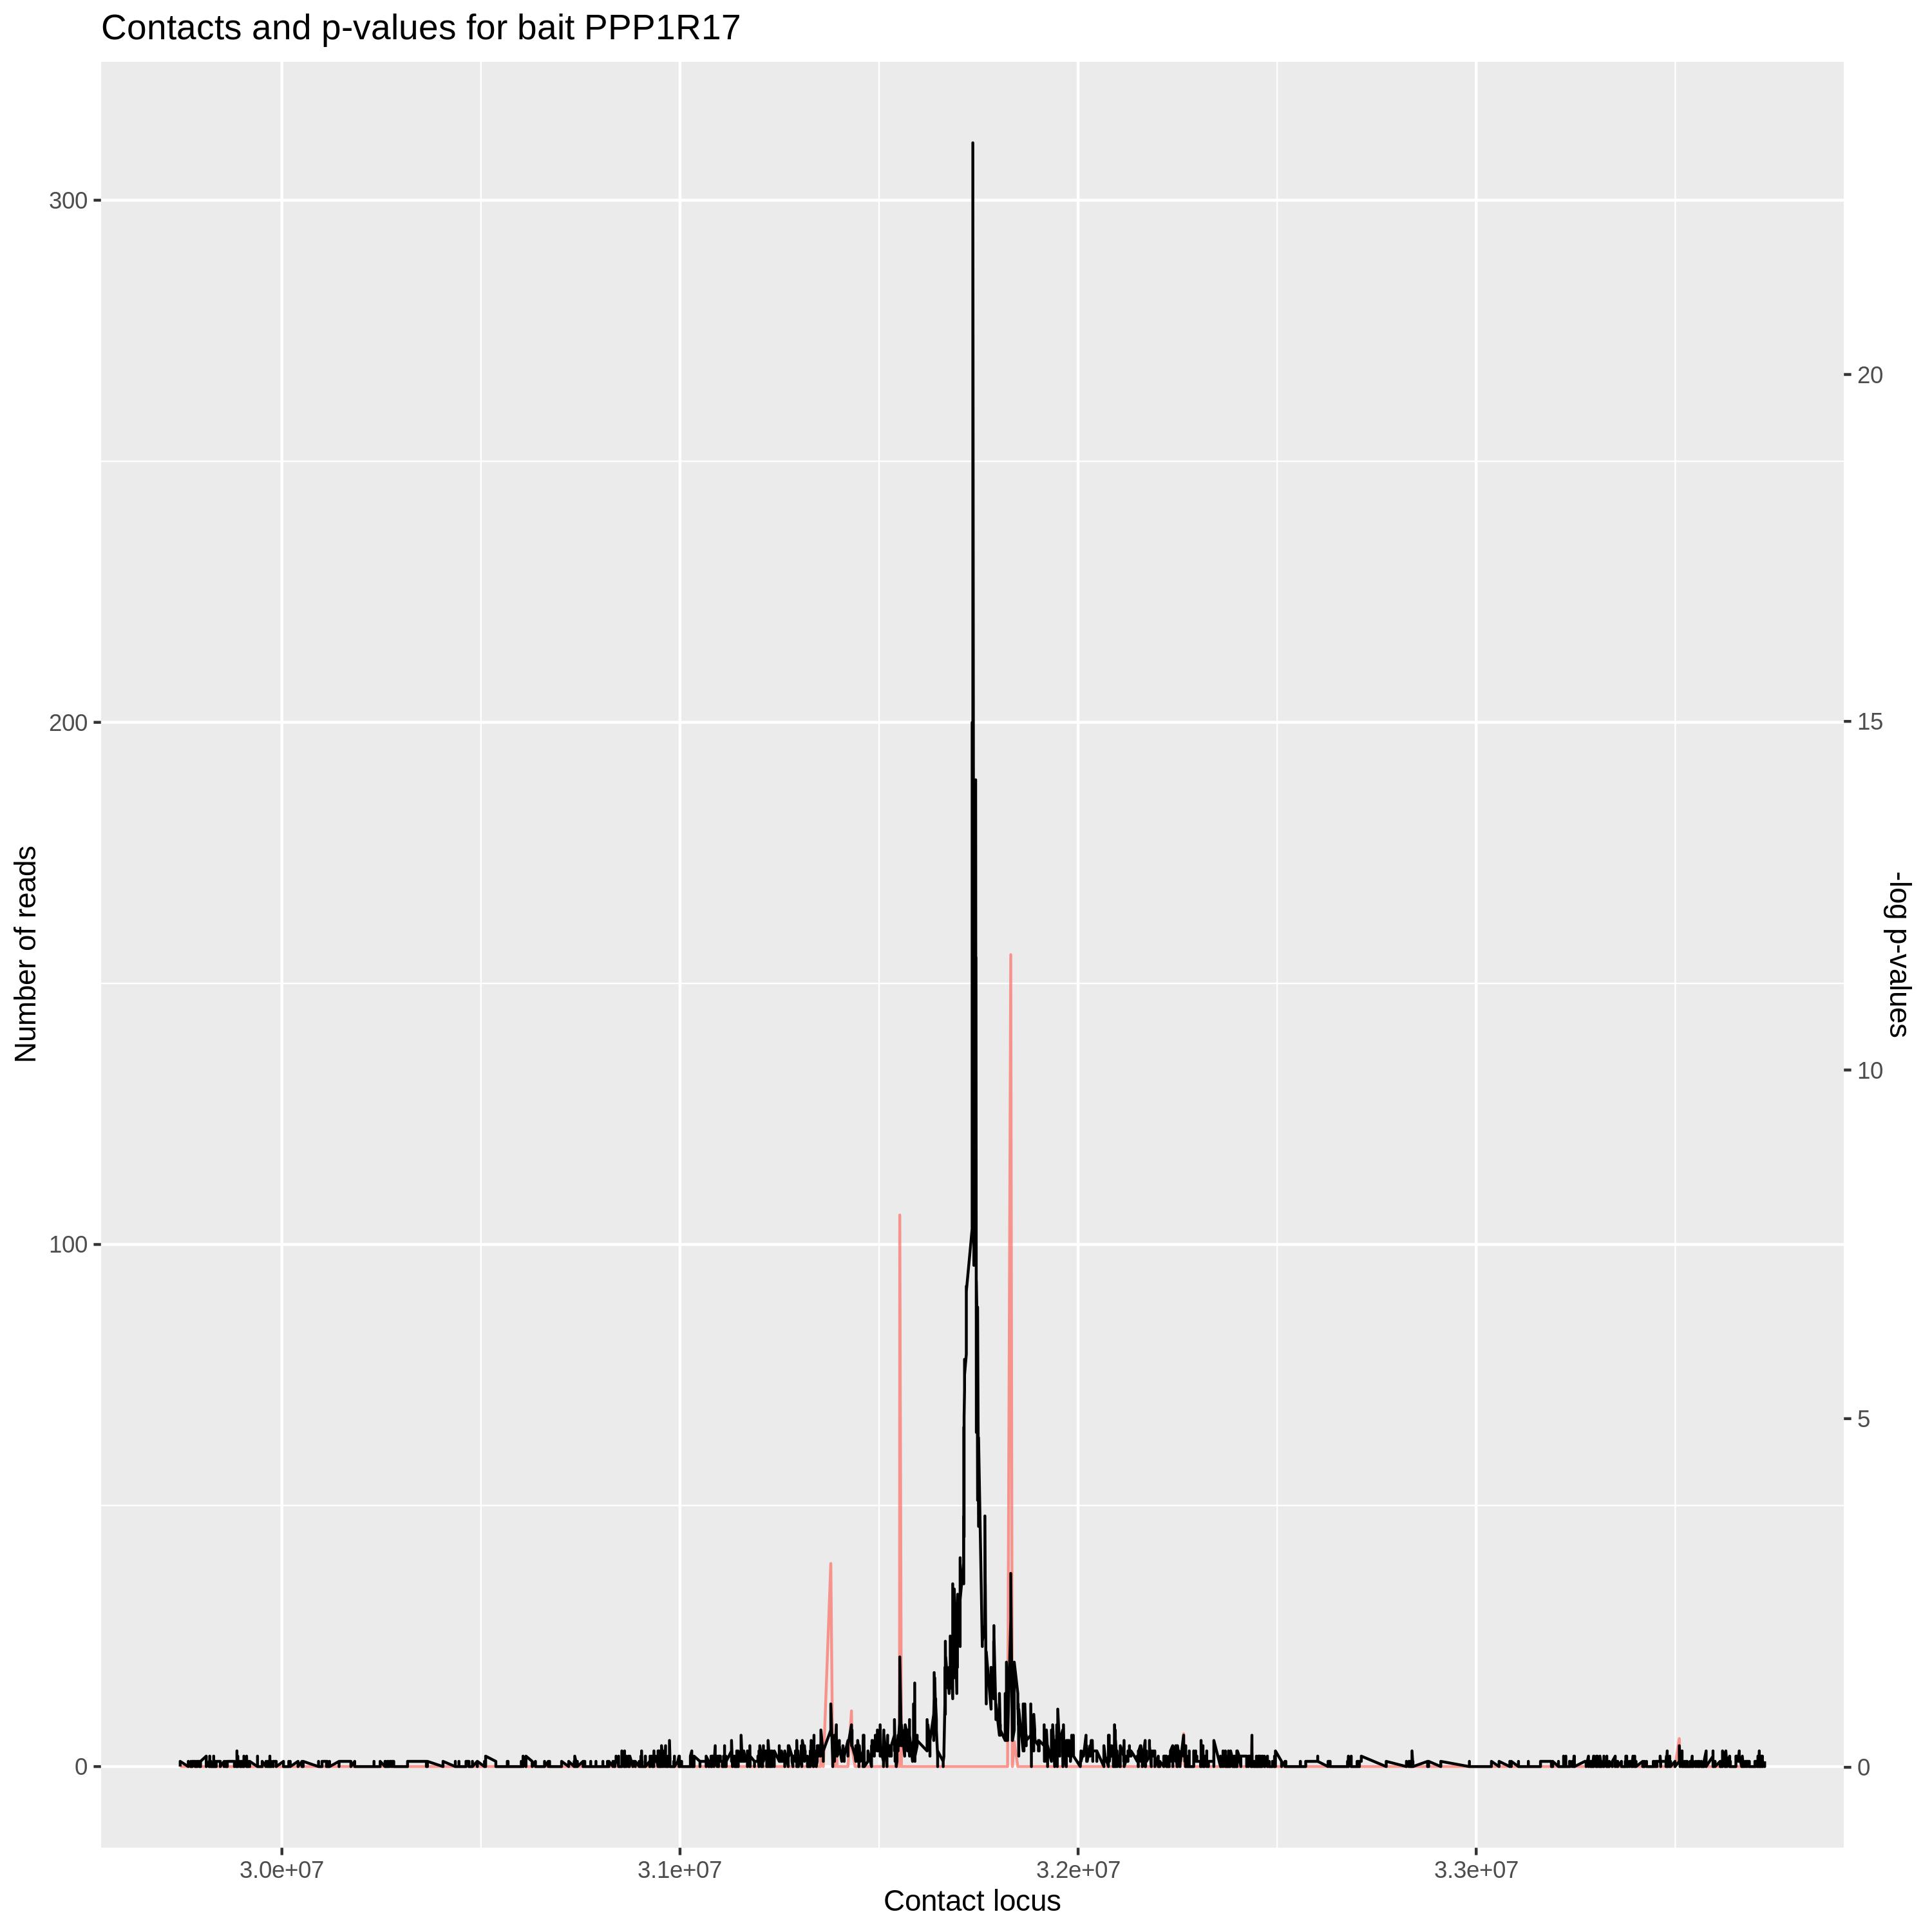 Contacts and p-values for bait PPP1R17
300
200
100
0
20
15
10
5
0
Number of reads
-log p-values
3.0e+07 3.1e+07 3.2e+07 3.3e+07
Contact locus